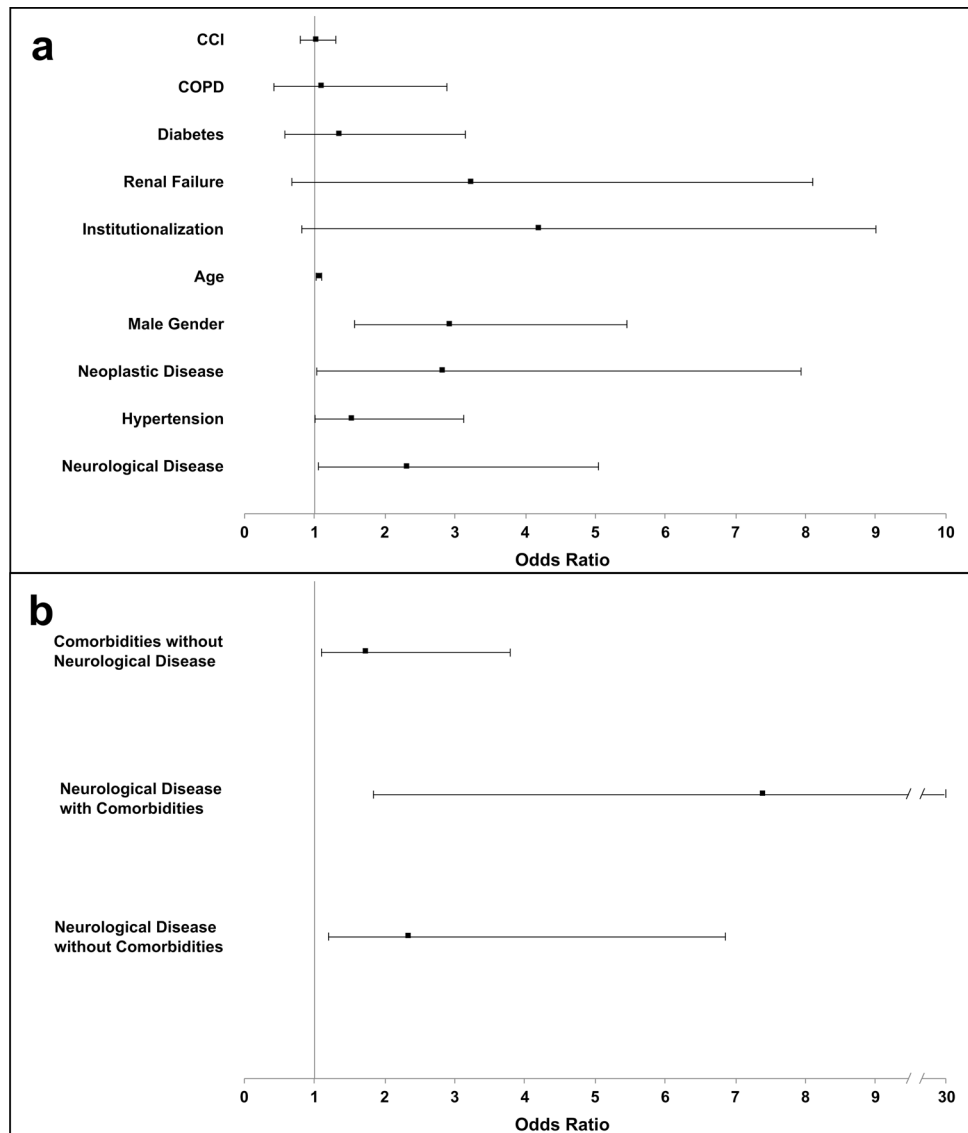 a
CCI
COPD
Diabetes
Renal Failure
Institutionalization
Age
Male Gender
Neoplastic Disease
Hypertension
Neurological Disease
0 1 2 3 4 5 6 7 8 9 10
Odds Ratio
b
Comorbidities without
Neurological Disease
Neurological Disease
with Comorbidities
Neurological Disease
without Comorbidities
0 1 2 3 4 5 6 7 8 9 30
Odds Ratio